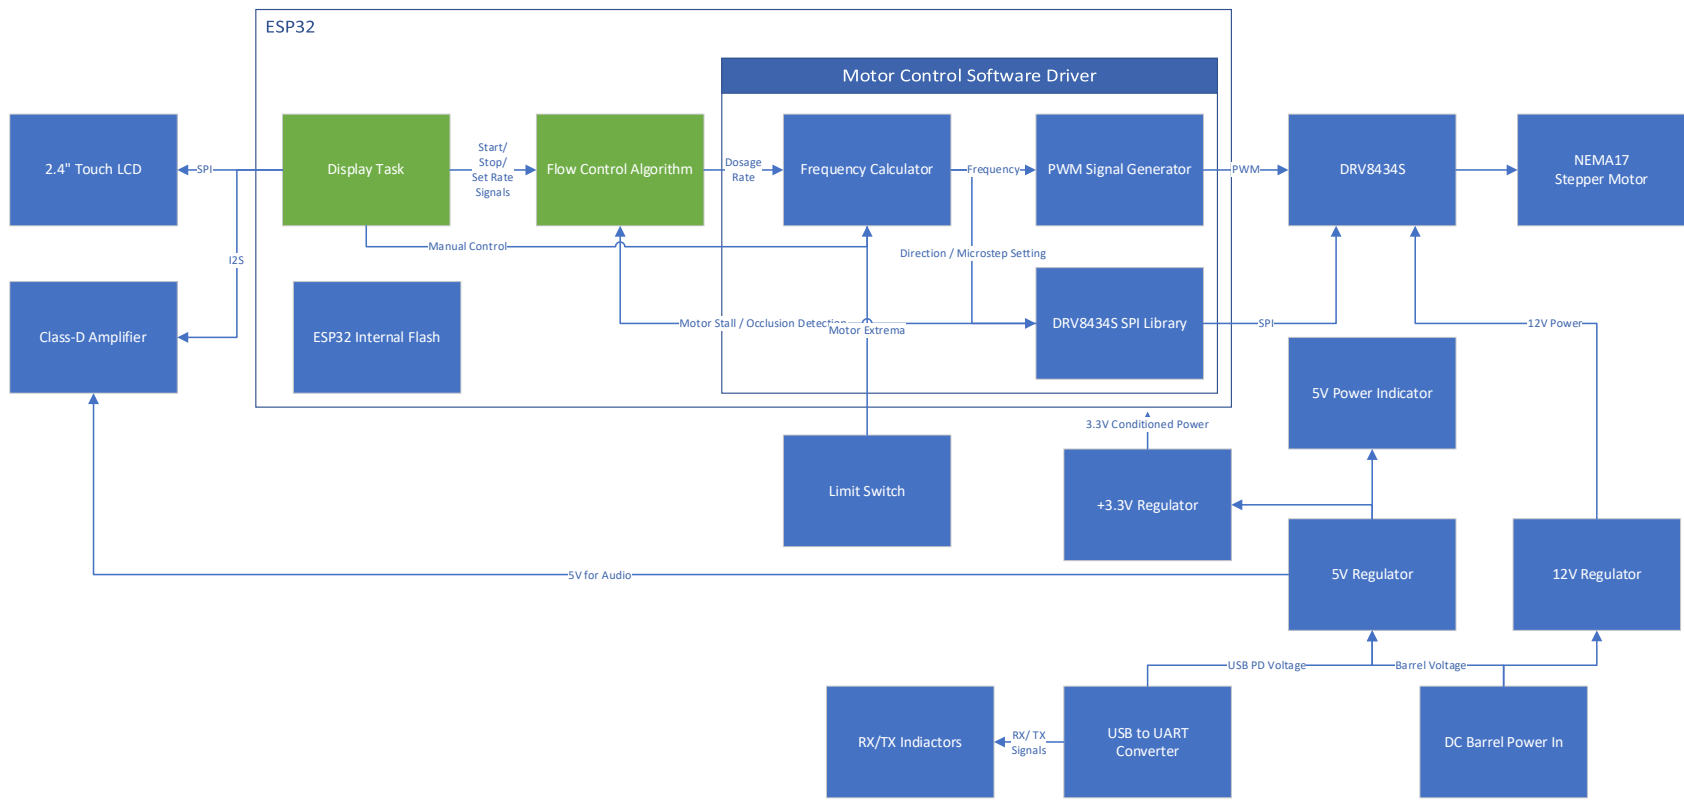 ESP32
Motor Control Software Driver
2.4" Touch LCD
SPI
Display Task
Start/
Stop/
Set Rate
Signals
Flow Control Algorithm
Dosage
Rate
Frequency Calculator
Frequency
PWM Signal Generator
PWM
DRV8434S
NEMA17
Stepper Motor
I2S
Manual Control
Direction / Microstep Setting
Class-D Amplifier
ESP32 Internal Flash
Motor Stall / Occlusion Detection
Motor Extrema
DRV8434S SPI Library
SPI
12V Power
5V Power Indicator
3.3V Conditioned Power
Limit Switch
+3.3V Regulator
5V for Audio
5V Regulator
12V Regulator
USB PD Voltage
Barrel Voltage
RX/TX Indiactors
RX/ TX
Signals
USB to UART
Converter
DC Barrel Power In